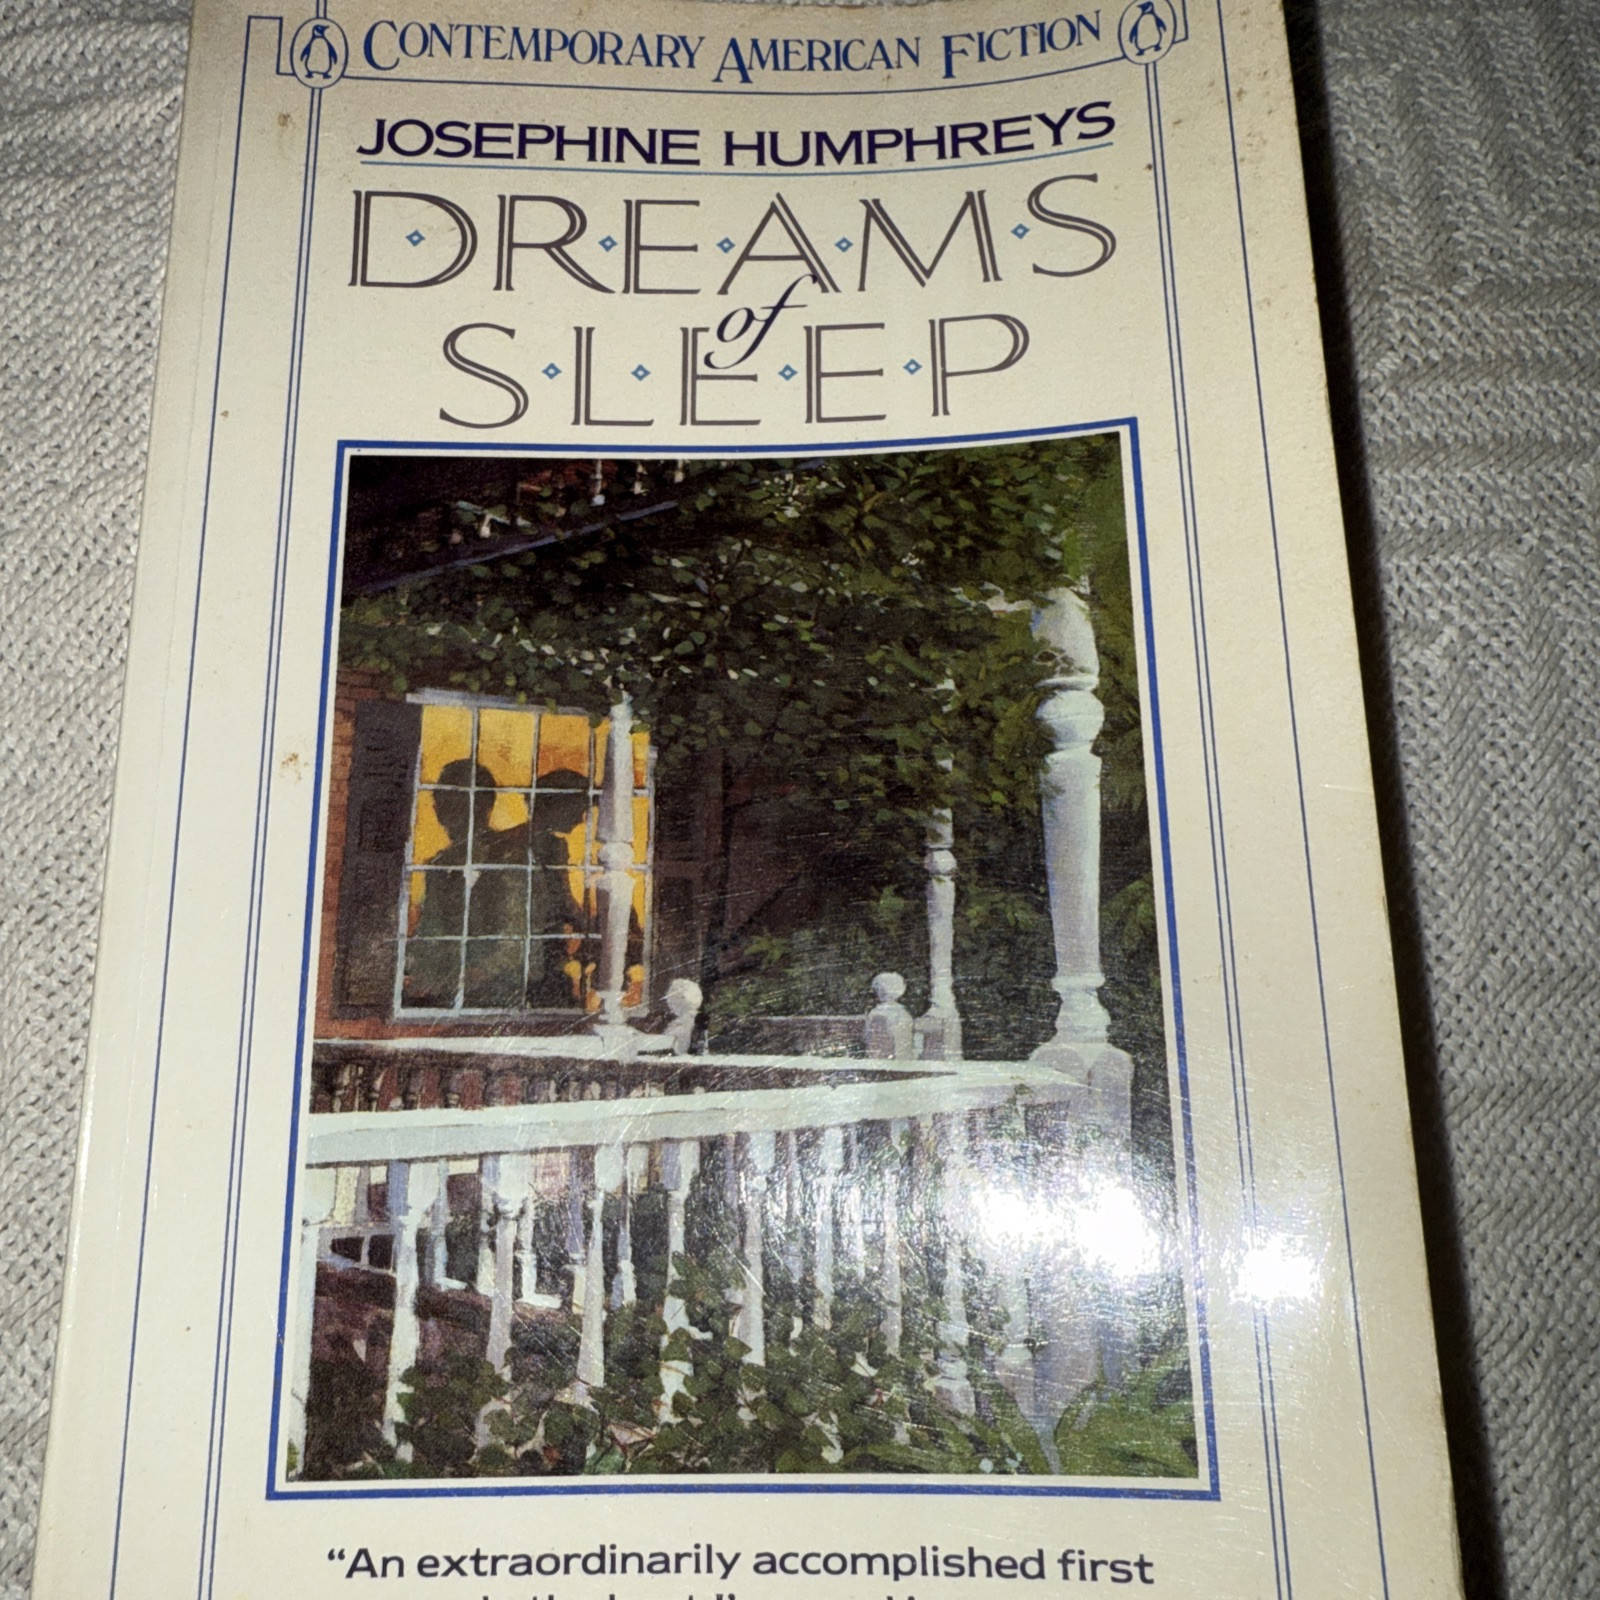 CONTEMPORARY AMERICAN FICTION
JOSEPHINE HUMPHREYS
DREAMS
of
SLEEP
“An extraordinarily accomplished first